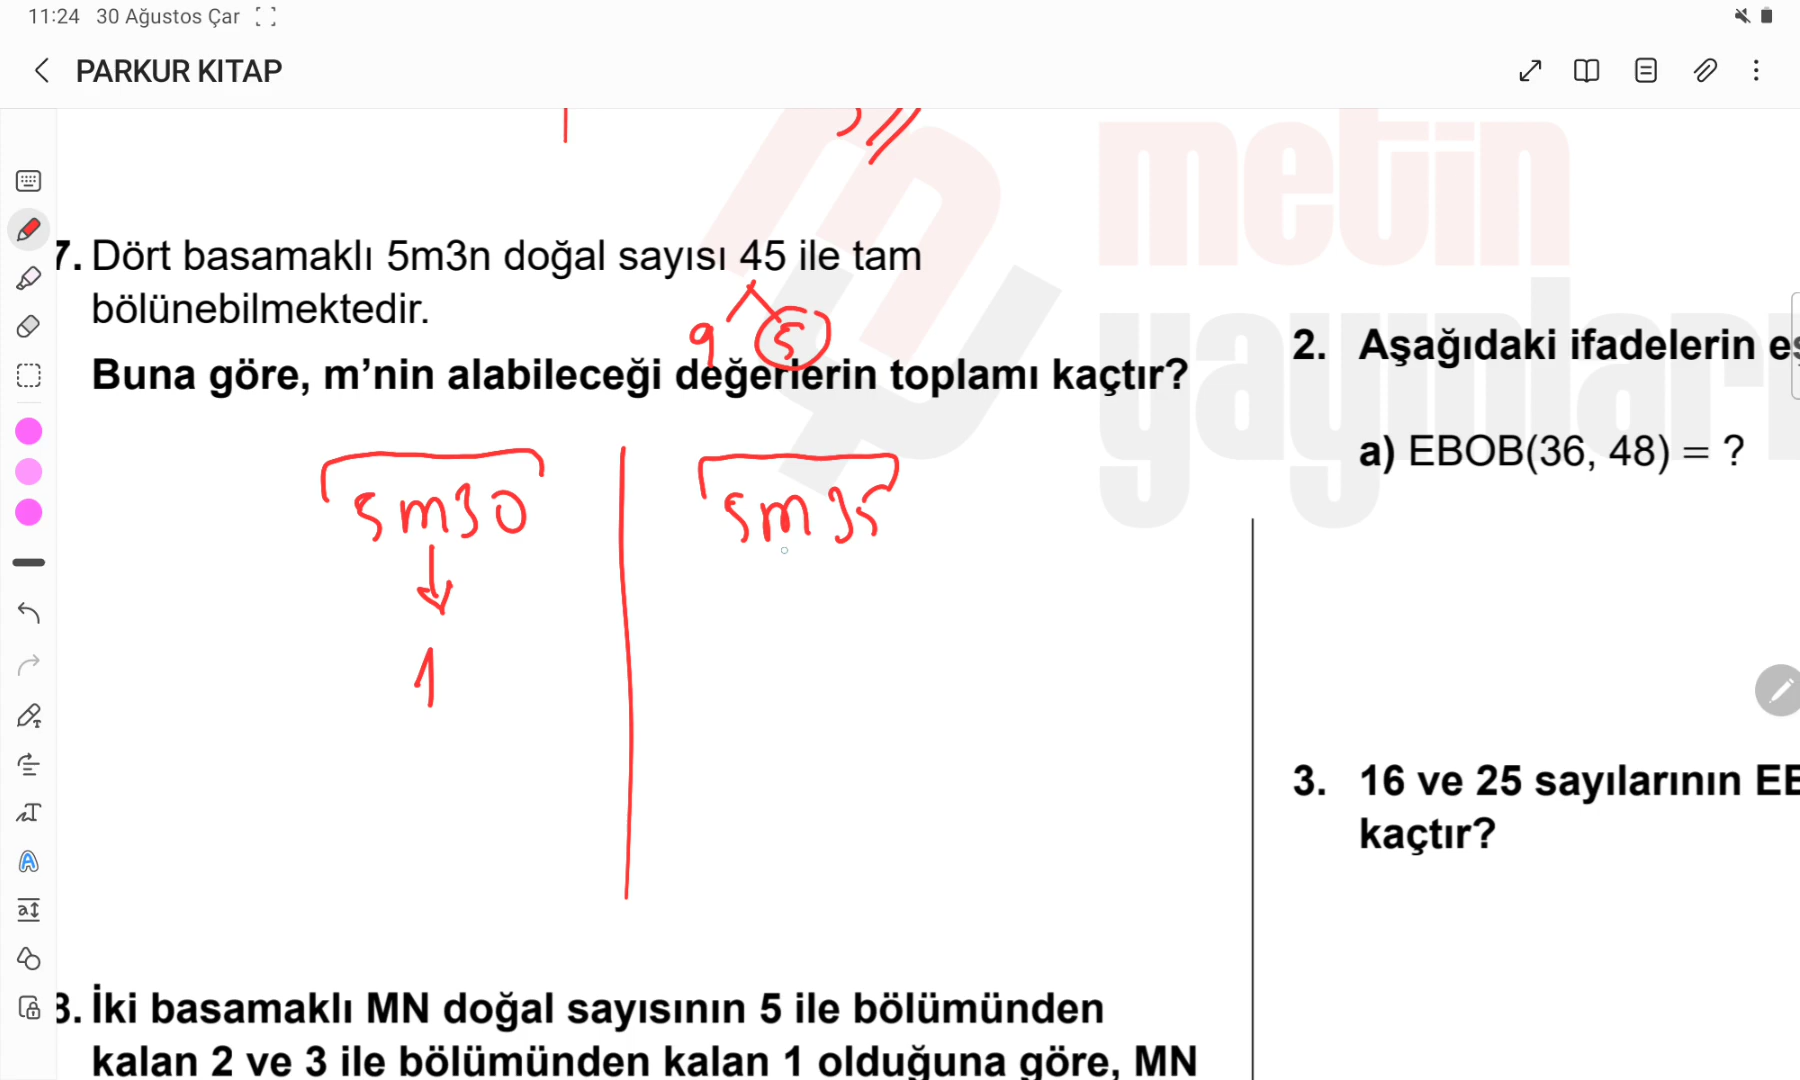 11:24 30 Ağustos Çar
PARKUR KITAP
metin
yayınları
7. Dört basamaklı 5m3n doğal sayısı 45 ile tam
bölünebilmektedir.
9 5
Buna göre, m'nin alabileceği değerlerin toplamı kaçtır?
5m30
5m35
1
8. İki basamaklı MN doğal sayısının 5 ile bölümünden
kalan 2 ve 3 ile bölümünden kalan 1 olduğuna göre, MN
2. Aşağıdaki ifadelerin eş
a) EBOB(36, 48) = ?
3. 16 ve 25 sayılarının EB
kaçtır?